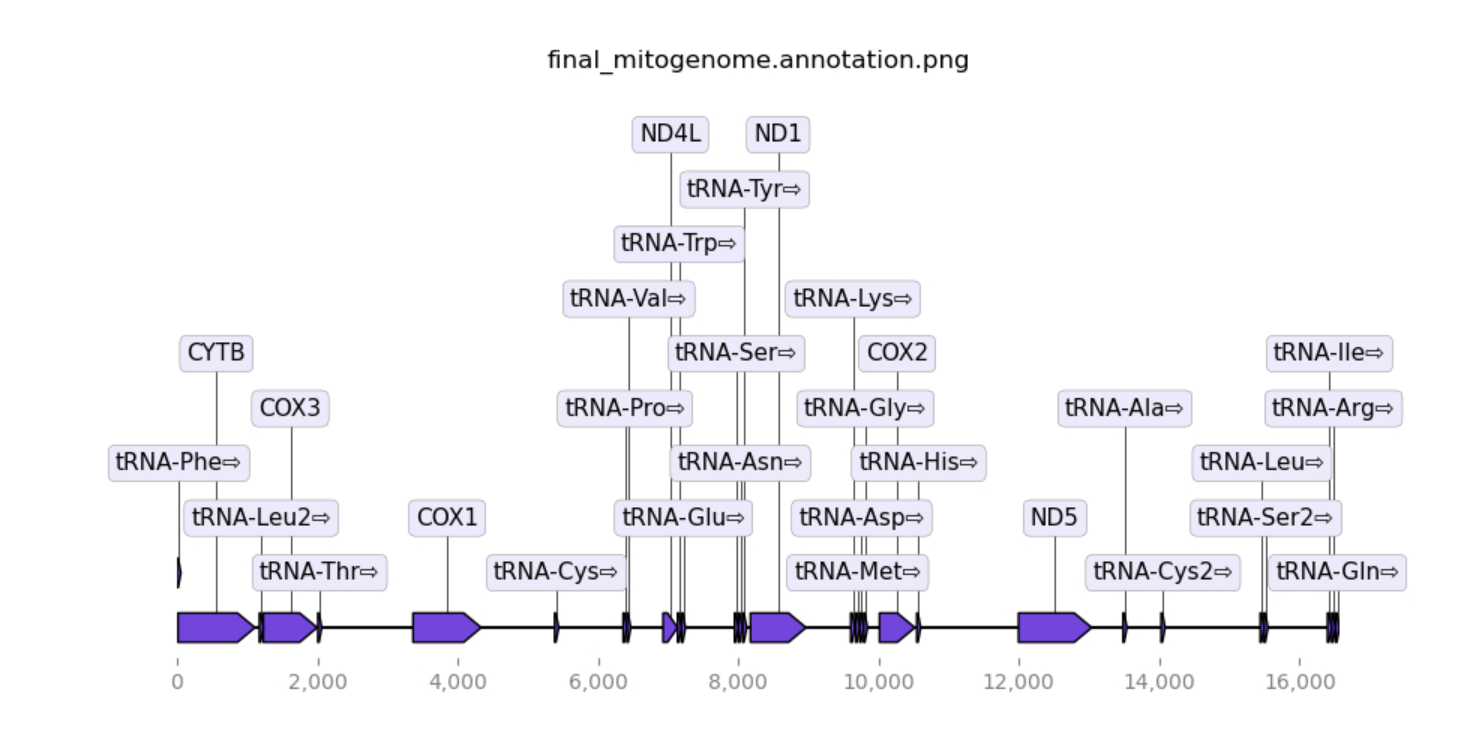 final_mitogenome.annotation.png
ND4L ND1
tRNA-Tyr⇨
tRNA-Trp⇨
tRNA-Val⇨ tRNA-Lys⇨
CYTB tRNA-Ser⇨ COX2 tRNA-Ile⇨
COX3 tRNA-Pro⇨ tRNA-Gly⇨ tRNA-Ala⇨ tRNA-Arg⇨
tRNA-Phe⇨ tRNA-Asn⇨ tRNA-His⇨ tRNA-Leu⇨
tRNA-Leu2⇨ COX1 tRNA-Glu⇨ tRNA-Asp⇨ ND5 tRNA-Ser2⇨
tRNA-Thr⇨ tRNA-Cys⇨ tRNA-Met⇨ tRNA-Cys2⇨ tRNA-Gln⇨
0 2,000 4,000 6,000 8,000 10,000 12,000 14,000 16,000